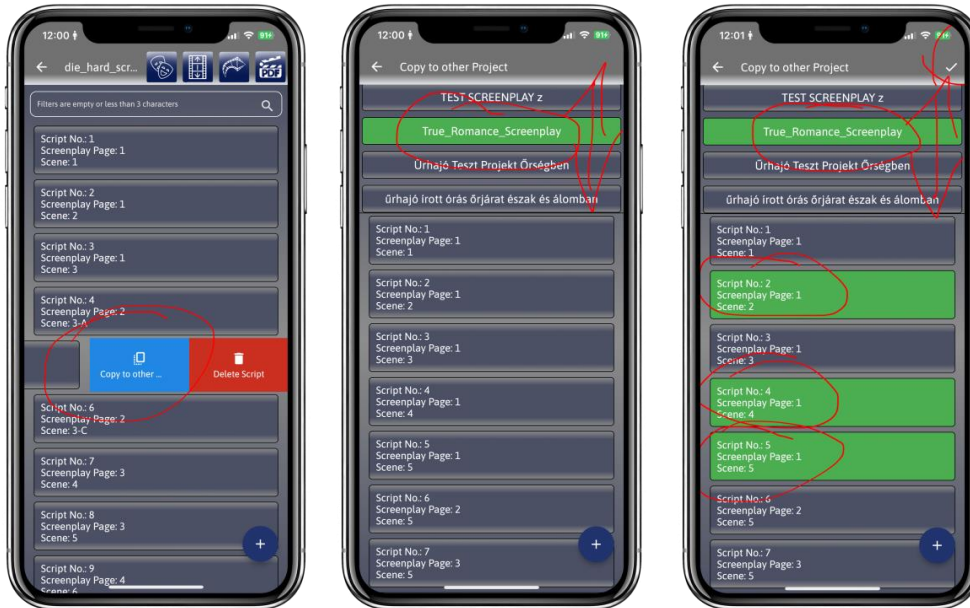 12:00
91+
die_hard_scr...
PDF
Filters are empty or less than 3 characters
Script No.: 1
Screenplay Page: 1
Scene: 1
Script No.: 2
Screenplay Page: 1
Scene: 2
Script No.: 3
Screenplay Page: 1
Scene: 3
Script No.: 4
Screenplay Page: 2
Scene: 3-A
Copy to other ...
Delete Script
Script No.: 6
Screenplay Page: 2
Scene: 3-C
Script No.: 7
Screenplay Page: 3
Scene: 4
Script No.: 8
Screenplay Page: 3
Scene: 5
+
Script No.: 9
Screenplay Page: 4
Scene: 6
12:00
91+
Copy to other Project
TEST SCREENPLAY z
True_Romance_Screenplay
Űrhajó Teszt Projekt Őrségben
űrhajó írott órás őrjárat észak és álomban
Script No.: 1
Screenplay Page: 1
Scene: 1
Script No.: 2
Screenplay Page: 1
Scene: 2
Script No.: 3
Screenplay Page: 1
Scene: 3
Script No.: 4
Screenplay Page: 1
Scene: 4
Script No.: 5
Screenplay Page: 1
Scene: 5
Script No.: 6
Screenplay Page: 2
Scene: 5
+
Script No.: 7
Screenplay Page: 3
Scene: 5
12:01
91+
Copy to other Project
TEST SCREENPLAY z
True_Romance_Screenplay
Űrhajó Teszt Projekt Őrségben
űrhajó írott órás őrjárat észak és álomban
Script No.: 1
Screenplay Page: 1
Scene: 1
Script No.: 2
Screenplay Page: 1
Scene: 2
Script No.: 3
Screenplay Page: 1
Scene: 3
Script No.: 4
Screenplay Page: 1
Scene: 4
Script No.: 5
Screenplay Page: 1
Scene: 5
Script No.: 6
Screenplay Page: 2
Scene: 5
+
Script No.: 7
Screenplay Page: 3
Scene: 5